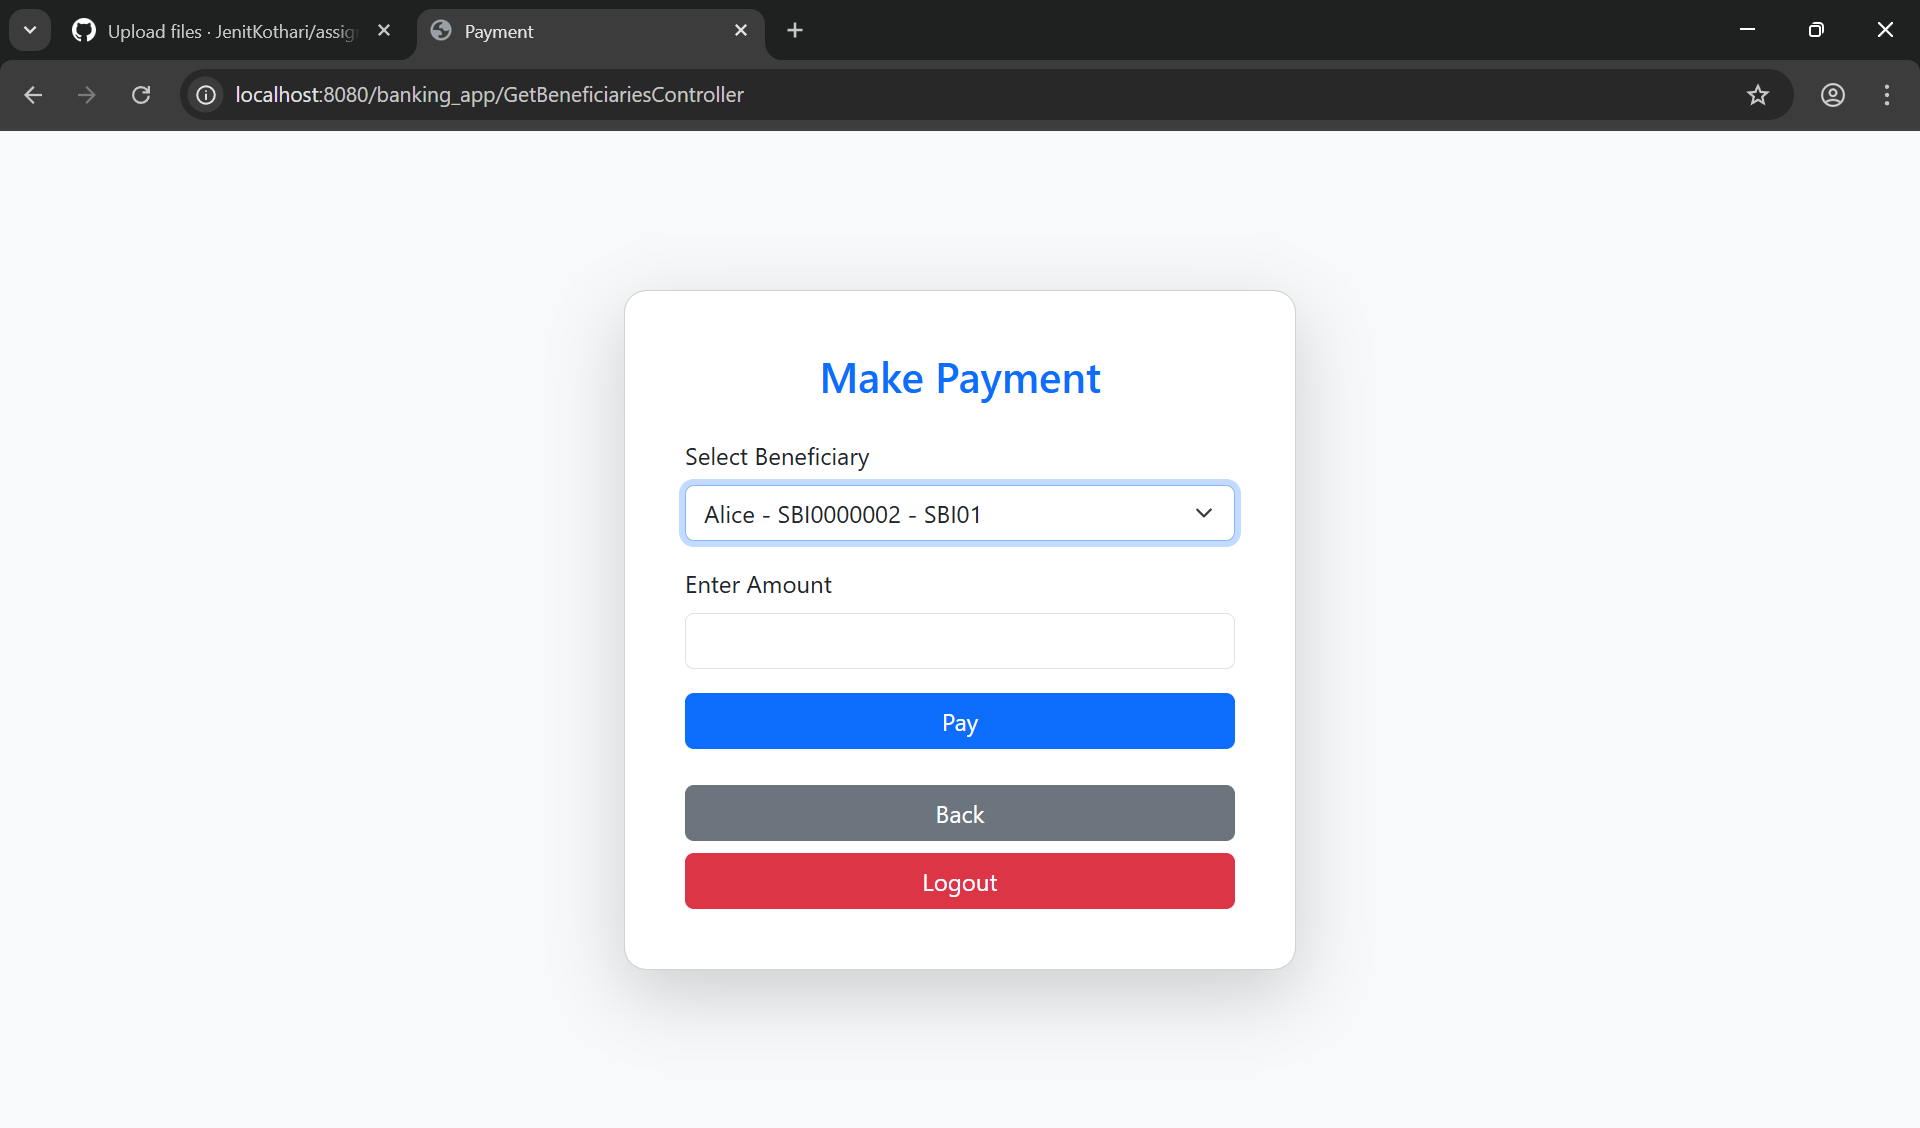 Upload files · JenitKothari/assig
Payment
localhost:8080/banking_app/GetBeneficiariesController
Make Payment
Select Beneficiary
Alice - SBI0000002 - SBI01
Enter Amount
Pay
Back
Logout